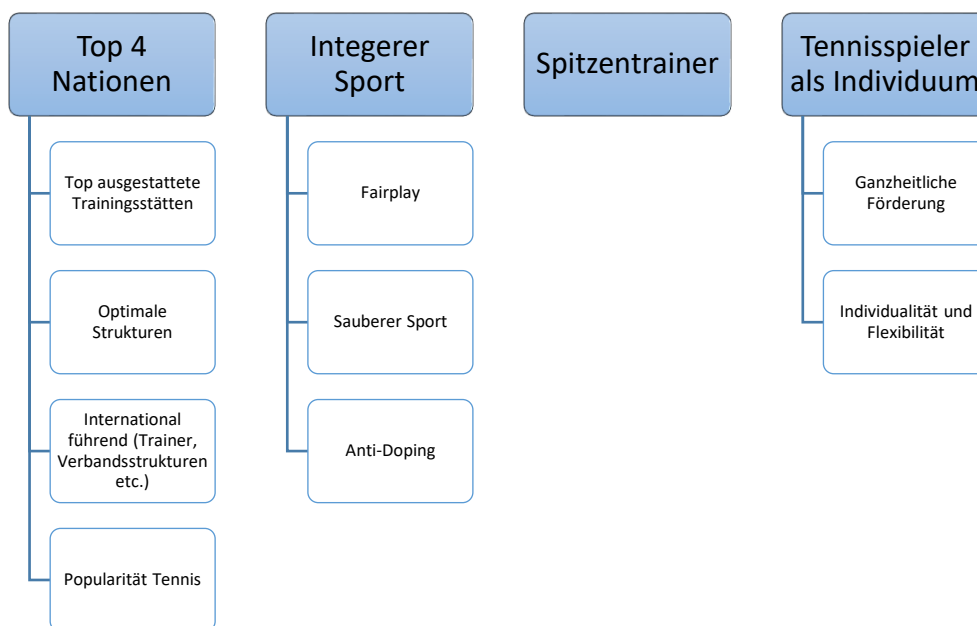 Top 4
Nationen
Top ausgestattete
Trainingsstätten
Optimale
Strukturen
International
führend (Trainer,
Verbandsstrukturen
etc.)
Popularität Tennis
Integerer
Sport
Fairplay
Sauberer Sport
Anti-Doping
Spitzentrainer
Tennisspieler
als Individuum
Ganzheitliche
Förderung
Individualität und
Flexibilität